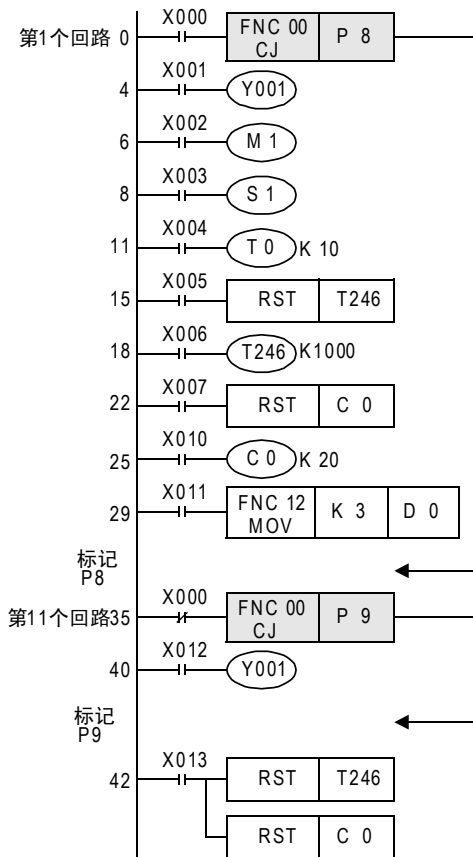 X000
第1个回路 0 FNC 00 P 8
CJ
X001
4 Y001
X002
6 M 1
X003
8 S 1
X004
11 T 0 K 10
X005
15 RST T246
X006
18 T246 K1000
X007
22 RST C 0
X010
25 C 0 K 20
X011
29 FNC 12 K 3 D 0
MOV
标记
P8
X000
第11个回路35 FNC 00 P 9
CJ
X012
40 Y001
标记
P9
X013
42 RST T246
RST C 0